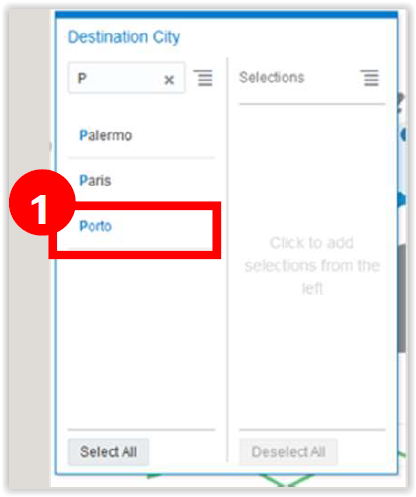 Destination City
P
Selections
Palermo
Paris
1
Porto
Click to add
selections from the
left
Select All
Deselect All